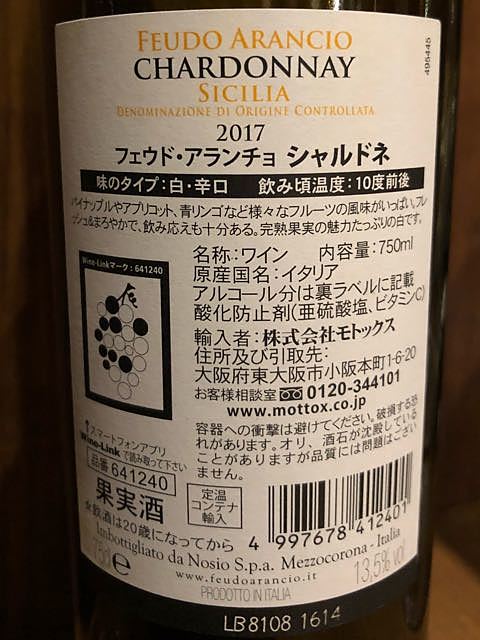 FEUDO ARANCIO
CHARDONNAY
SICILIA
DENOMINAZIONE DI ORIGINE CONTROLLATA
2017
フェウド・アランチョ シャルドネ
味のタイプ:白・辛口 飲み頃温度:10度前後
パイナップルやアプリコット、青リンゴなど様々なフルーツの風味がいっぱい。フレ
ッシュ&まろやかで、飲み応えも十分ある。完熟果実の魅力たっぷりの白です。
Wine-Linkマーク:641240
名称:ワイン 内容量:750ml
原産国名:イタリア
アルコール分は裏ラベルに記載
酸化防止剤(亜硫酸塩、ビタミンC)
輸入者:株式会社モトックス
住所及び引取先:
大阪府東大阪市小阪本町1-6-20
お客様相談室 0120-344101
www.mottox.co.jp
容器への衝撃は避けてください。破損する恐
れがあります。オリ、酒石が沈殿している
ことがありますが品質には問題はござい
ません。
↑スマートフォンアプリ
Wine-Linkで読み取って下さい
品番 641240
果実酒
定温
コンテナ
輸入
お飲酒は20歳になってから
4 997678 412401
Imbottigliato da Nosio S.p.a. Mezzocorona - Italia
75cl e
www.feudoarancio.it
13,5% vol
PRODOTTO IN ITALIA
LB8108 1614
495445